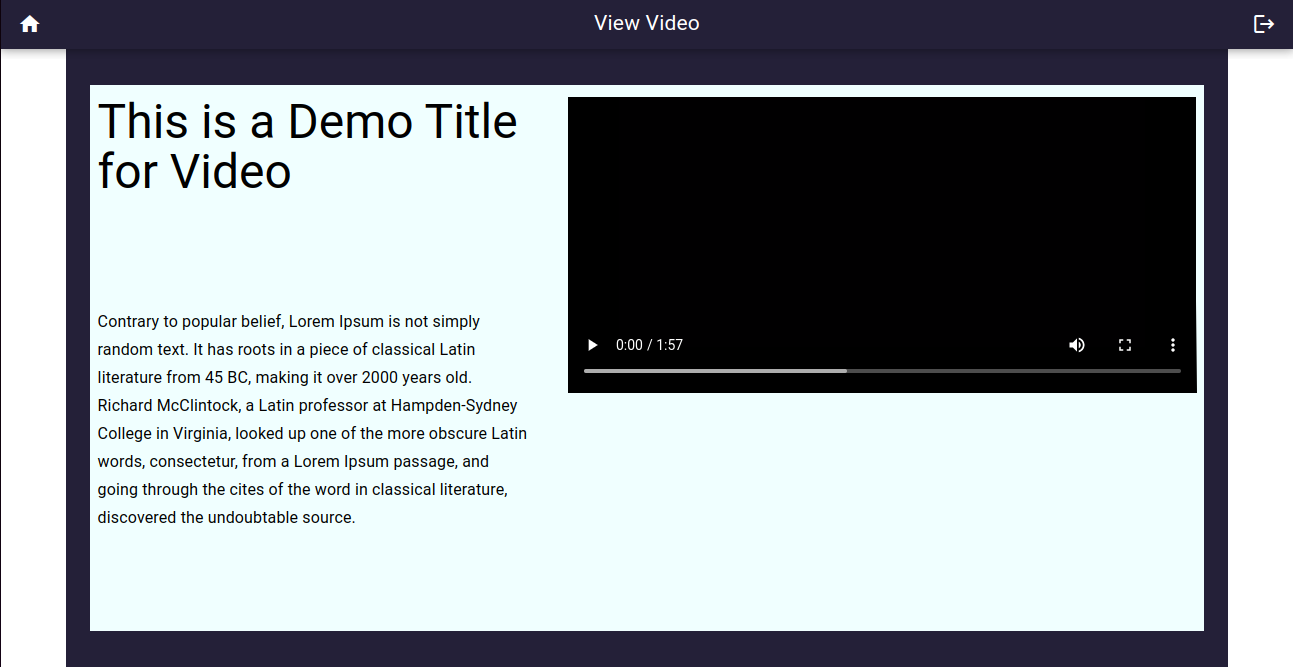 View Video
This is a Demo Title
for Video
Contrary to popular belief, Lorem Ipsum is not simply
random text. It has roots in a piece of classical Latin
literature from 45 BC, making it over 2000 years old.
Richard McClintock, a Latin professor at Hampden-Sydney
College in Virginia, looked up one of the more obscure Latin
words, consectetur, from a Lorem Ipsum passage, and
going through the cites of the word in classical literature,
discovered the undoubtable source.
0:00 / 1:57